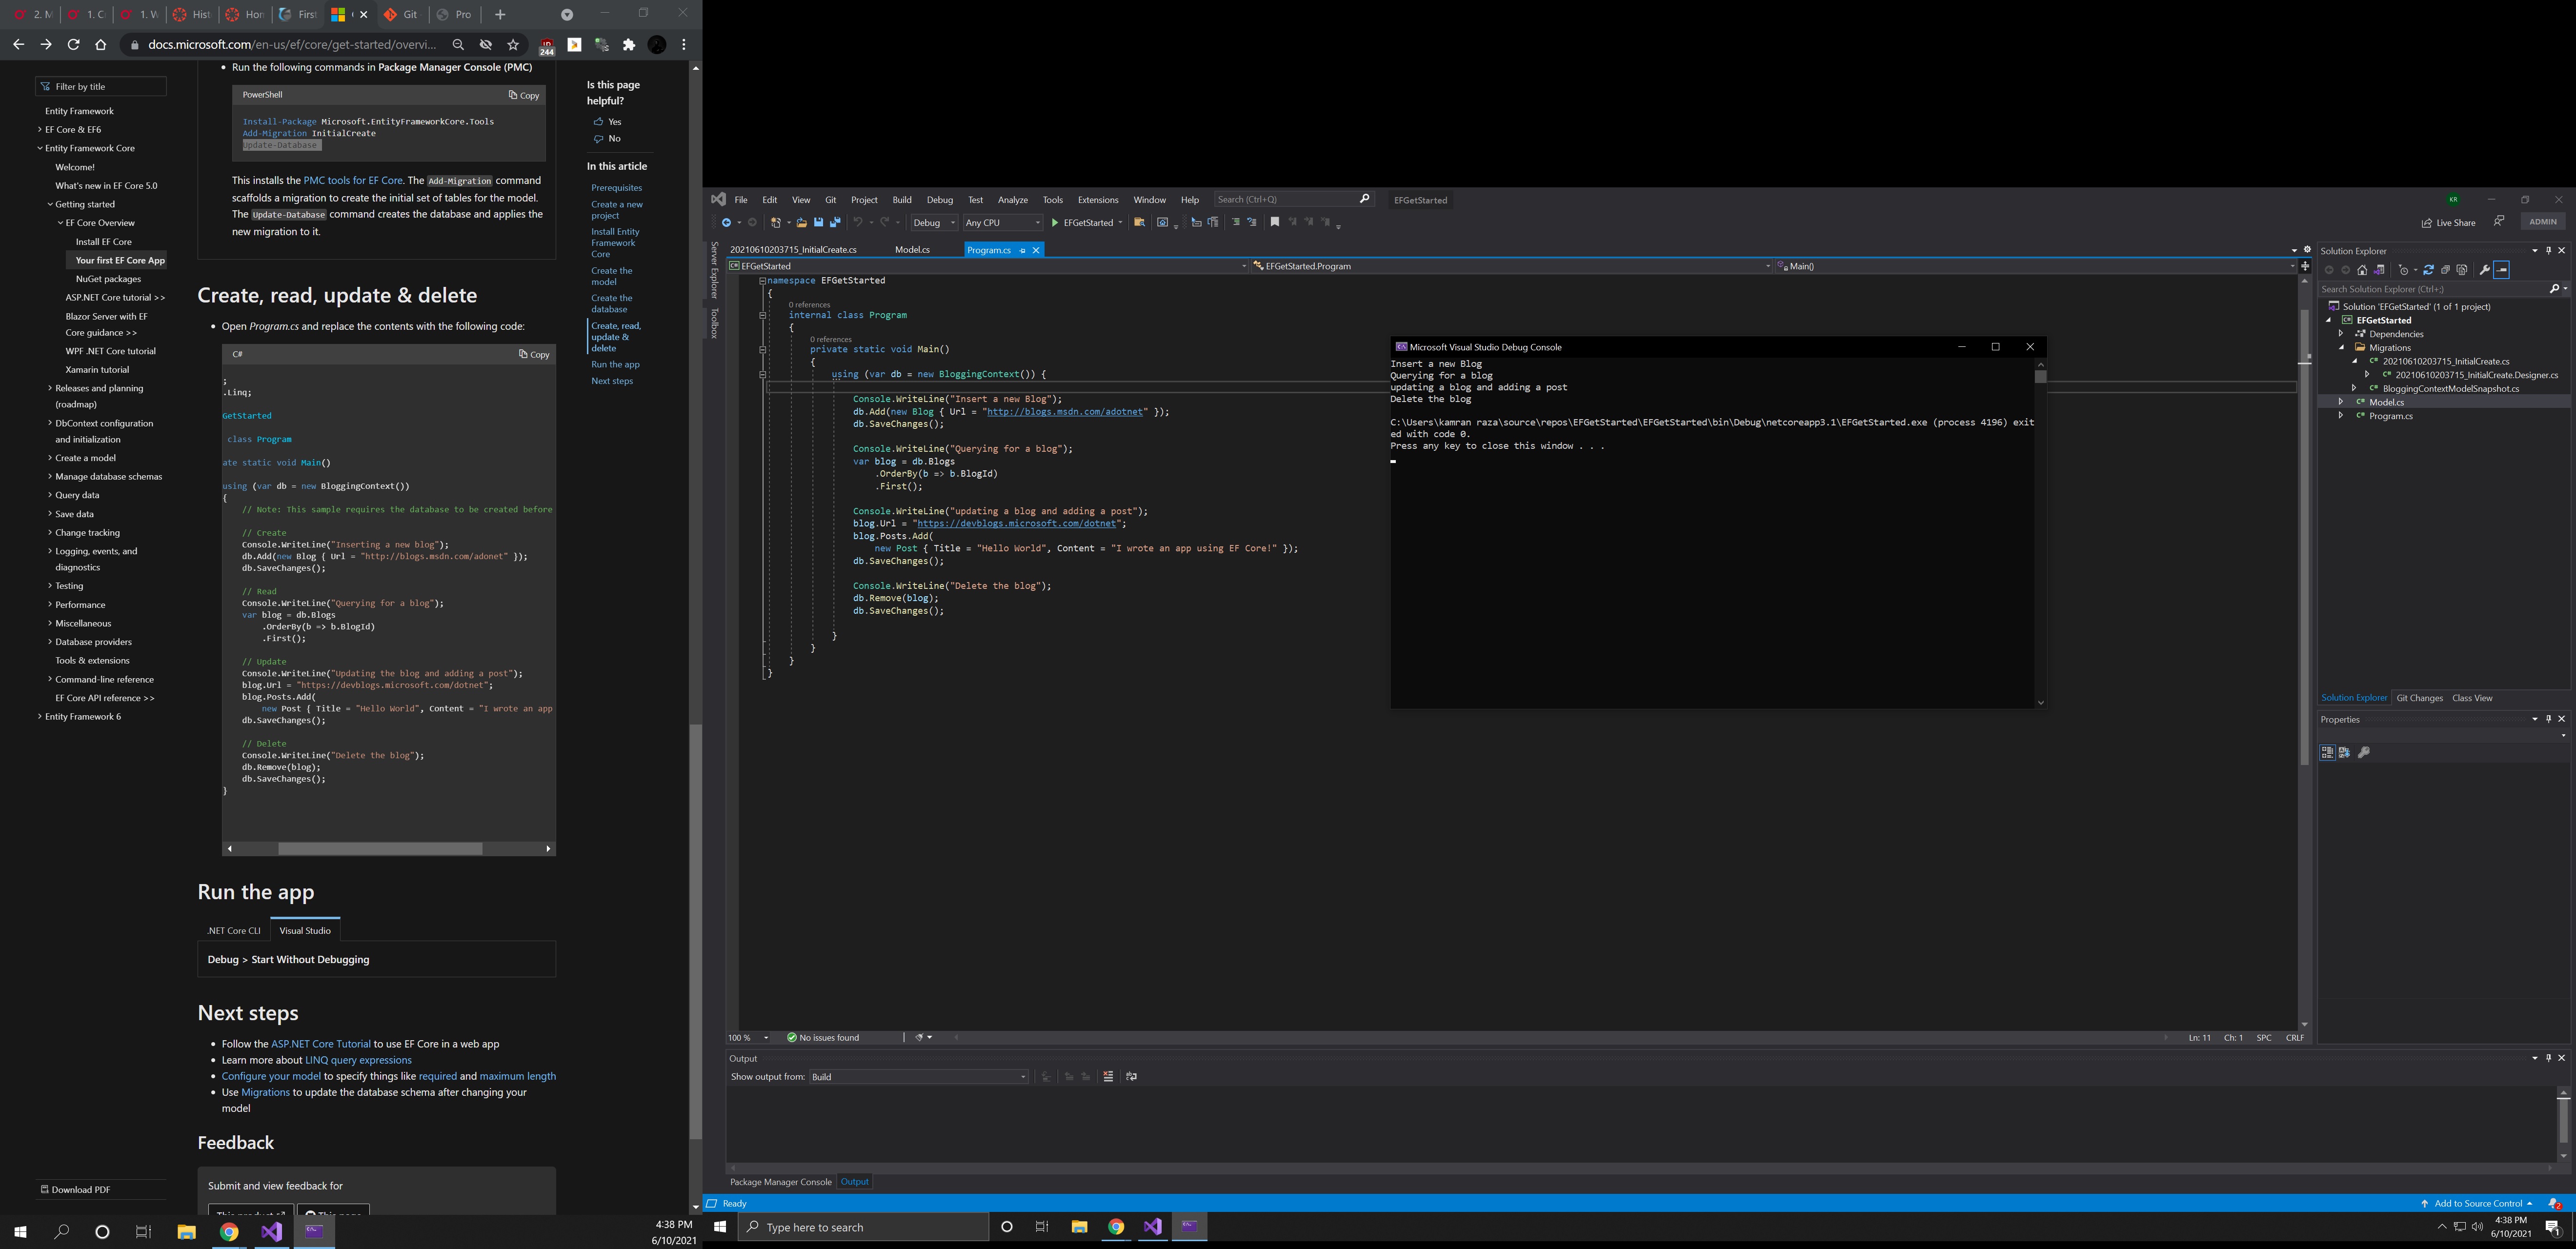 2. M
1. C
1. W
Hist
Hon
First
Git
Pro
docs.microsoft.com/en-us/ef/core/get-started/overvi...
244
Filter by title
Entity Framework
EF Core & EF6
Entity Framework Core
Welcome!
What's new in EF Core 5.0
Getting started
EF Core Overview
Install EF Core
Your first EF Core App
NuGet packages
ASP.NET Core tutorial >>
Blazor Server with EF
Core guidance >>
WPF .NET Core tutorial
Xamarin tutorial
Releases and planning
(roadmap)
DbContext configuration
and initialization
Create a model
Manage database schemas
Query data
Save data
Change tracking
Logging, events, and
diagnostics
Testing
Performance
Miscellaneous
Database providers
Tools & extensions
Command-line reference
EF Core API reference >>
Entity Framework 6
Download PDF
Run the following commands in Package Manager Console (PMC)
PowerShell
Copy
Install-Package Microsoft.EntityFrameworkCore.Tools
Add-Migration InitialCreate
Update-Database
This installs the PMC tools for EF Core. The Add-Migration command
scaffolds a migration to create the initial set of tables for the model.
The Update-Database command creates the database and applies the
new migration to it.
Create, read, update & delete
Open Program.cs and replace the contents with the following code:
C#
Copy
;
.Linq;
GetStarted
class Program
ate static void Main()
using (var db = new BloggingContext())
{
// Note: This sample requires the database to be created before
// Create
Console.WriteLine("Inserting a new blog");
db.Add(new Blog { Url = "http://blogs.msdn.com/adonet" });
db.SaveChanges();
// Read
Console.WriteLine("Querying for a blog");
var blog = db.Blogs
.OrderBy(b => b.BlogId)
.First();
// Update
Console.WriteLine("Updating the blog and adding a post");
blog.Url = "https://devblogs.microsoft.com/dotnet";
blog.Posts.Add(
new Post { Title = "Hello World", Content = "I wrote an app
db.SaveChanges();
// Delete
Console.WriteLine("Delete the blog");
db.Remove(blog);
db.SaveChanges();
}
Run the app
.NET Core CLI
Visual Studio
Debug > Start Without Debugging
Next steps
Follow the ASP.NET Core Tutorial to use EF Core in a web app
Learn more about LINQ query expressions
Configure your model to specify things like required and maximum length
Use Migrations to update the database schema after changing your
model
Feedback
Submit and view feedback for
This product
This page
Is this page
helpful?
Yes
No
In this article
Prerequisites
Create a new
project
Install Entity
Framework
Core
Create the
model
Create the
database
Create, read,
update &
delete
Run the app
Next steps
4:38 PM
6/10/2021
File Edit View Git Project Build Debug Test Analyze Tools Extensions Window Help
Search (Ctrl+Q)
EFGetStarted
KR
Debug
Any CPU
EFGetStarted
Live Share
ADMIN
Server Explorer
Toolbox
20210610203715_InitialCreate.cs
Model.cs
Program.cs
EFGetStarted
EFGetStarted.Program
Main()
namespace EFGetStarted
{
0 references
internal class Program
{
0 references
private static void Main()
{
using (var db = new BloggingContext()) {
Console.WriteLine("Insert a new Blog");
db.Add(new Blog { Url = "http://blogs.msdn.com/adotnet" });
db.SaveChanges();
Console.WriteLine("Querying for a blog");
var blog = db.Blogs
.OrderBy(b => b.BlogId)
.First();
Console.WriteLine("updating a blog and adding a post");
blog.Url = "https://devblogs.microsoft.com/dotnet";
blog.Posts.Add(
new Post { Title = "Hello World", Content = "I wrote an app using EF Core!" });
db.SaveChanges();
Console.WriteLine("Delete the blog");
db.Remove(blog);
db.SaveChanges();
}
}
}
}
Microsoft Visual Studio Debug Console
Insert a new Blog
Querying for a blog
updating a blog and adding a post
Delete the blog
C:\Users\kamran raza\source\repos\EFGetStarted\EFGetStarted\bin\Debug\netcoreapp3.1\EFGetStarted.exe (process 4196) exit
ed with code 0.
Press any key to close this window . . .
Solution Explorer
Search Solution Explorer (Ctrl+;)
Solution 'EFGetStarted' (1 of 1 project)
EFGetStarted
Dependencies
Migrations
20210610203715_InitialCreate.cs
20210610203715_InitialCreate.Designer.cs
BloggingContextModelSnapshot.cs
Model.cs
Program.cs
Solution Explorer
Git Changes
Class View
Properties
100 %
No issues found
Ln: 11
Ch: 1
SPC
CRLF
Output
Show output from:
Build
Package Manager Console
Output
Ready
Add to Source Control
2
Type here to search
4:38 PM
6/10/2021
1